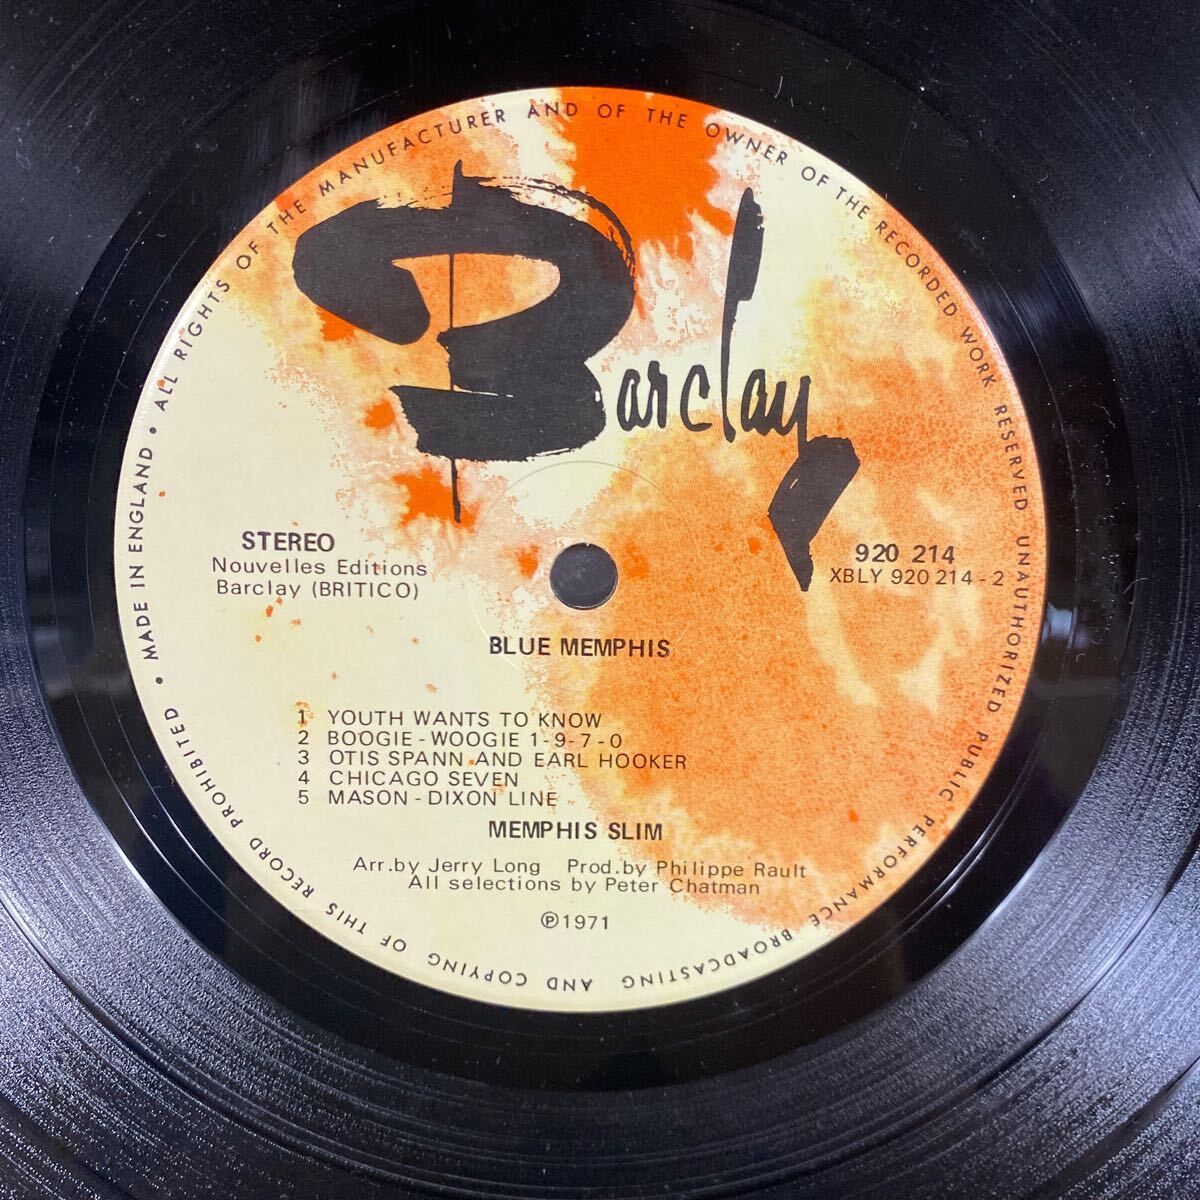 ALL RIGHTS OF THE MANUFACTURER AND OF THE OWNER OF THE RECORDED WORK RESERVED UNAUTHORIZED PUBLIC PERFORMANCE BROADCASTING AND COPYING OF THIS RECORD PROHIBITED • MADE IN ENGLAND •
Barclay
STEREO
Nouvelles Editions
Barclay (BRITICO)
920 214
XBLY 920 214 - 2
BLUE MEMPHIS
1 YOUTH WANTS TO KNOW
2 BOOGIE - WOOGIE 1-9-7-0
3 OTIS SPANN AND EARL HOOKER
4 CHICAGO SEVEN
5 MASON - DIXON LINE
MEMPHIS SLIM
Arr.by Jerry Long Prod.by Philippe Rault
All selections by Peter Chatman
℗1971